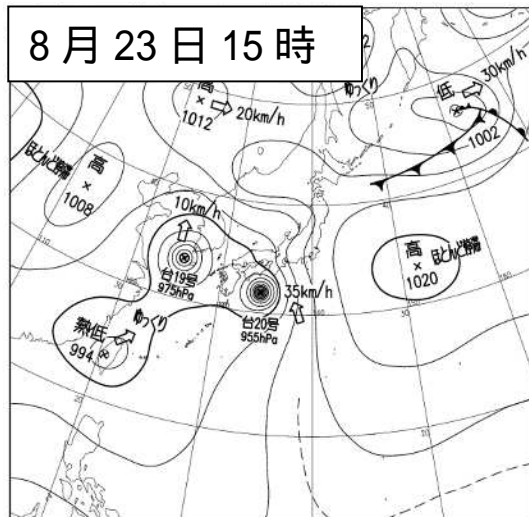 8月23日15時
ゆっくり
30km/h
低
1002
高
1012
20km/h
高
ほとんど停滞
1008
10km/h
台19号
975hPa
高
ほとんど停滞
1020
35km/h
台20号
955hPa
熱低
ゆっくり
994